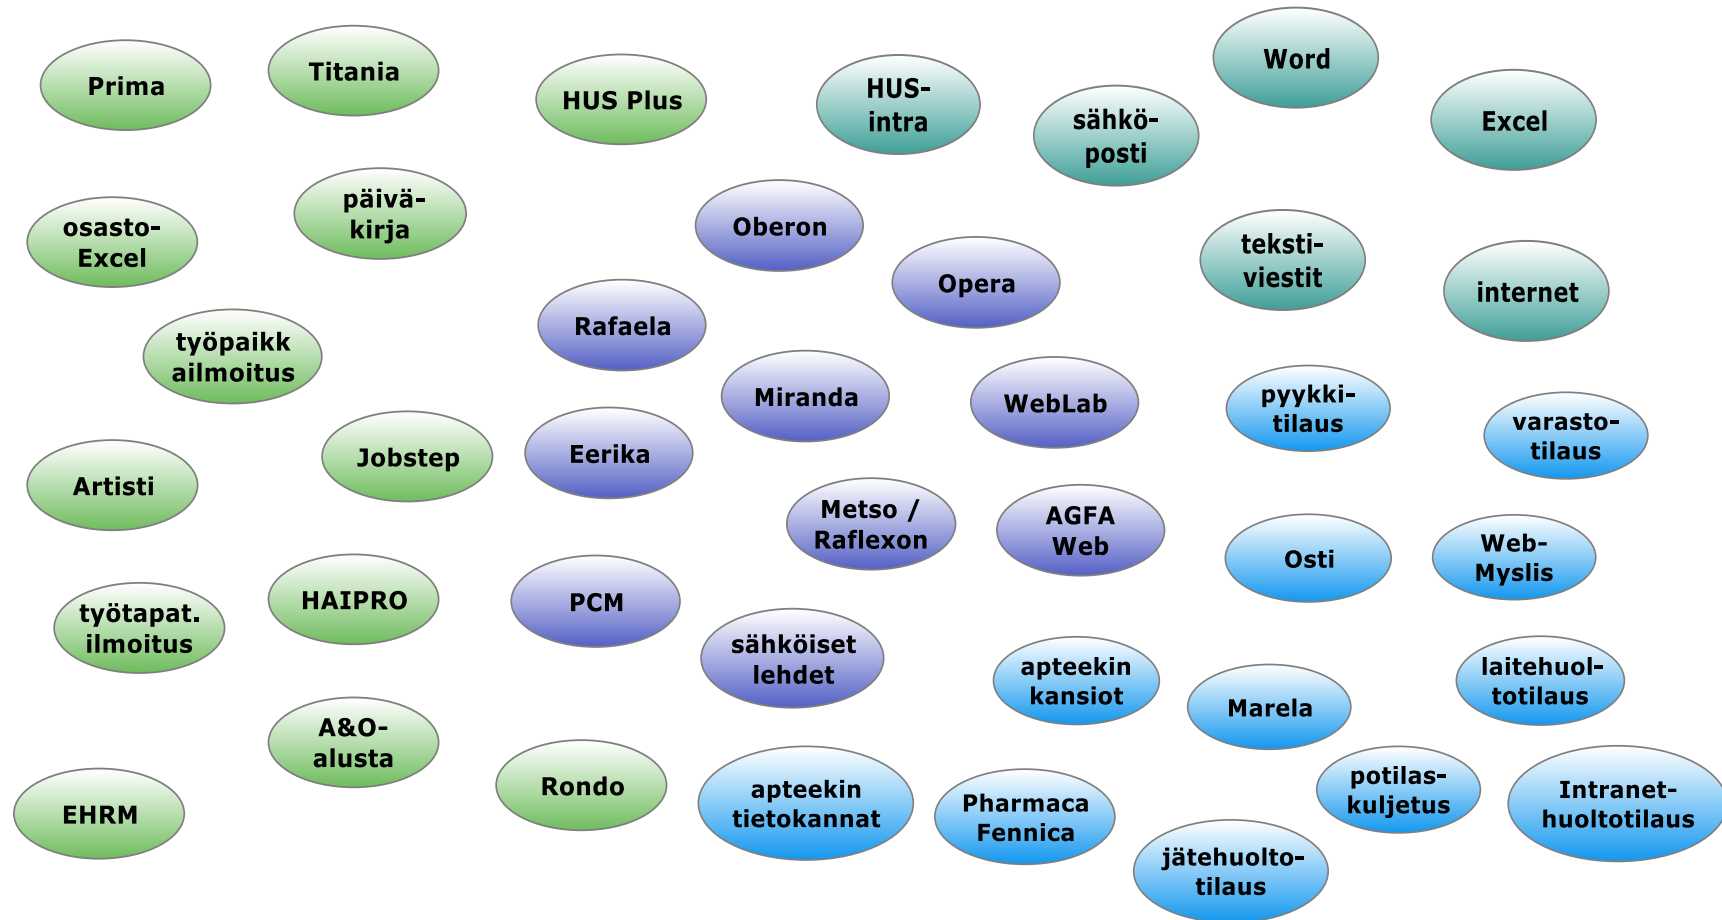 Prima
Titania
HUS Plus
HUS-
intra
sähkö-
posti
Word
Excel
osasto-
Excel
päivä-
kirja
Oberon
Opera
teksti-
viestit
internet
työpaikk
ailmoitus
Rafaela
Miranda
WebLab
pyykki-
tilaus
varasto-
tilaus
Artisti
Jobstep
Eerika
Metso /
Raflexon
AGFA
Web
Osti
Web-
Myslis
työtapat.
ilmoitus
HAIPRO
PCM
sähköiset
lehdet
apteekin
kansiot
Marela
laitehuol-
totilaus
A&O-
alusta
EHRM
Rondo
apteekin
tietokannat
Pharmaca
Fennica
jätehuolto-
tilaus
potilas-
kuljetus
Intranet-
huoltotilaus